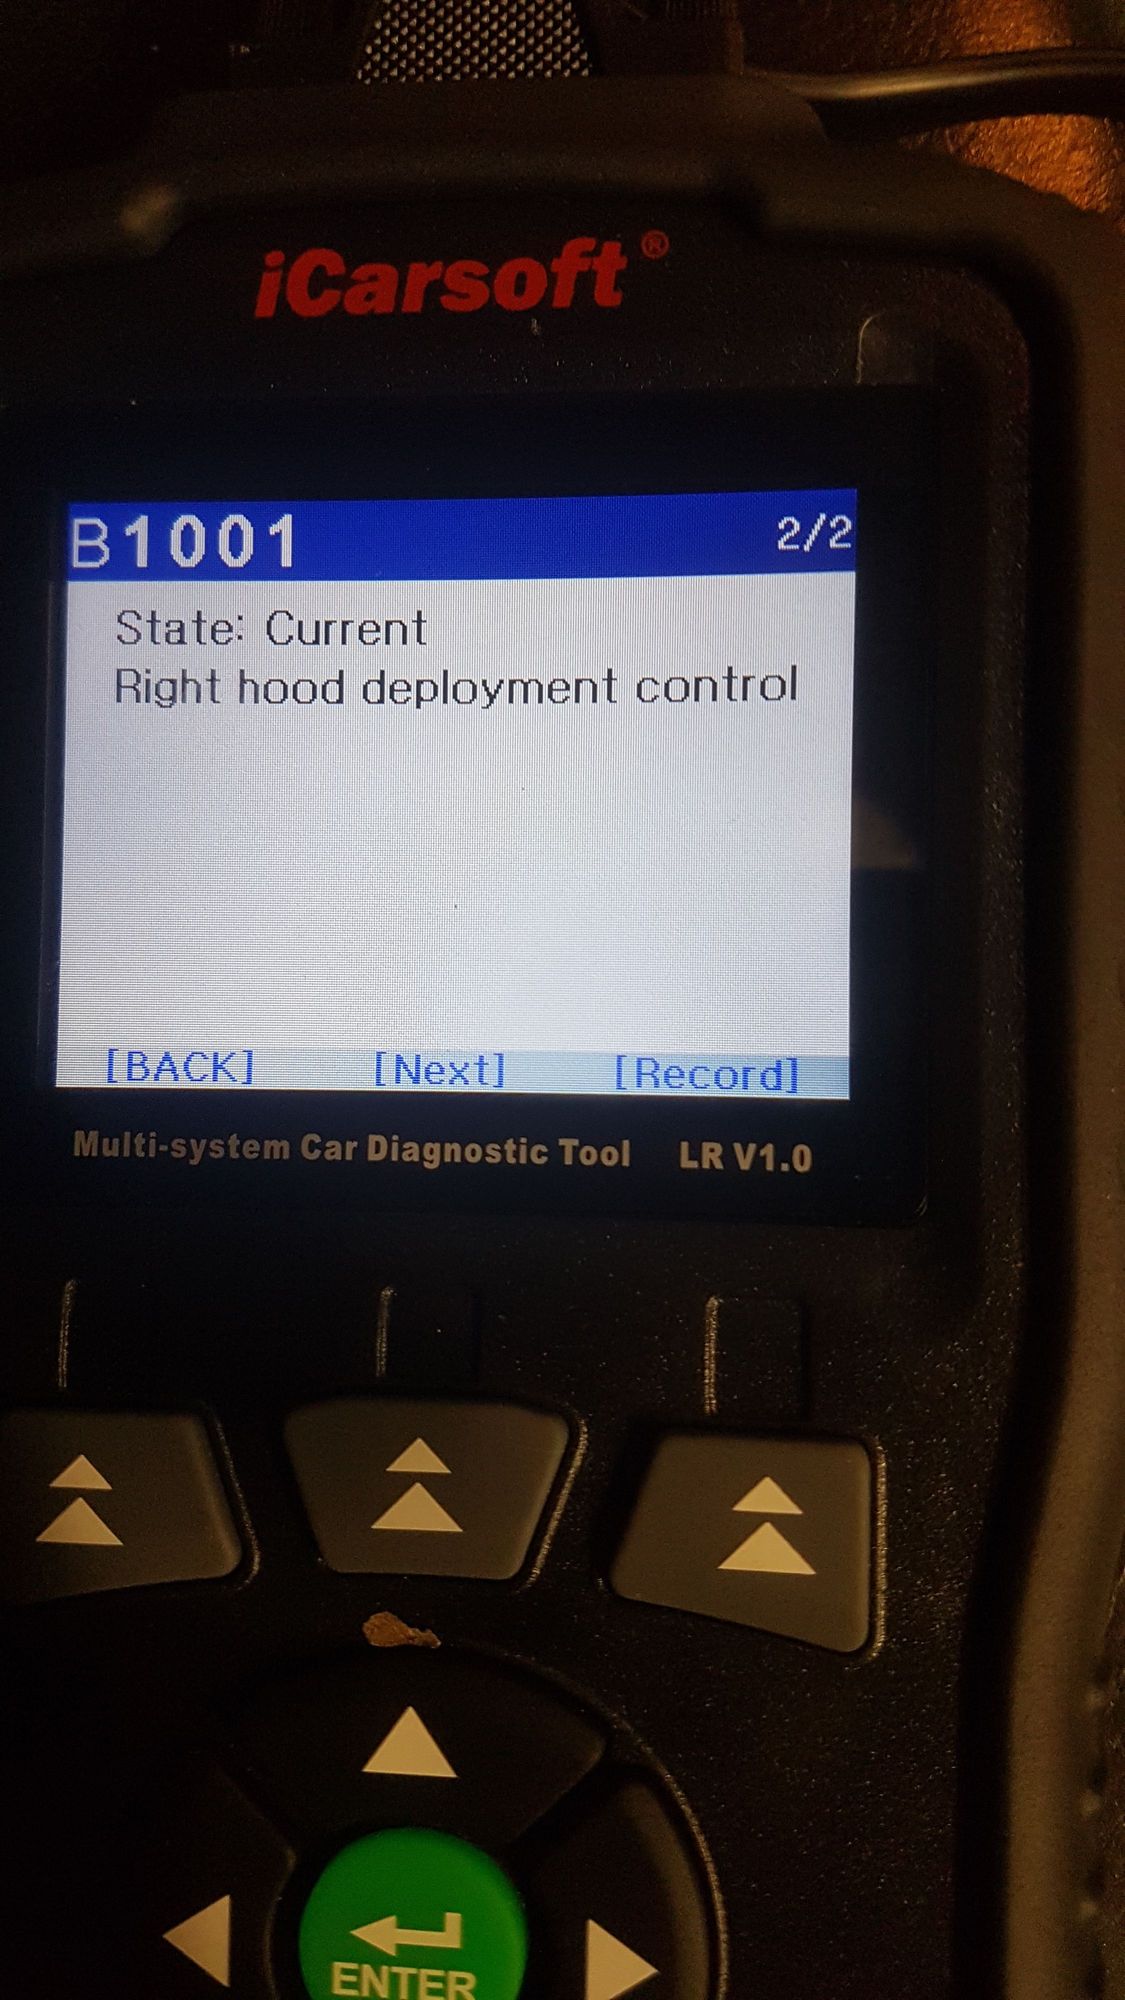 iCarsoft®
B1001 2/2
State: Current
Right hood deployment control
[BACK] [Next] [Record]
Multi-system Car Diagnostic Tool LR V1.0
ENTER